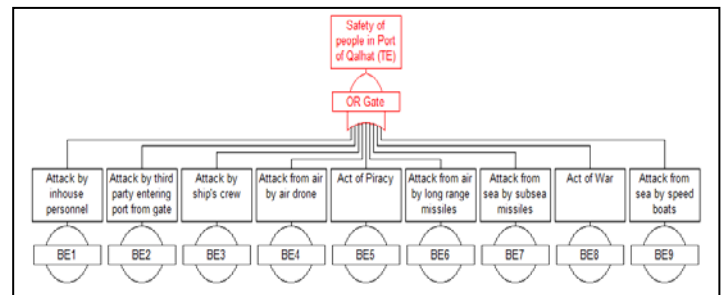 Safety of
people in Port
of Qalhat (TE)
OR Gate
Attack by
inhouse
personnel
Attack by third
party entering
port from gate
Attack by
ship's crew
Attack from air
by air drone
Act of Piracy
Attack from air
by long range
missiles
Attack from
sea by subsea
missiles
Act of War
Attack from
sea by speed
boats
BE1
BE2
BE3
BE4
BE5
BE6
BE7
BE8
BE9